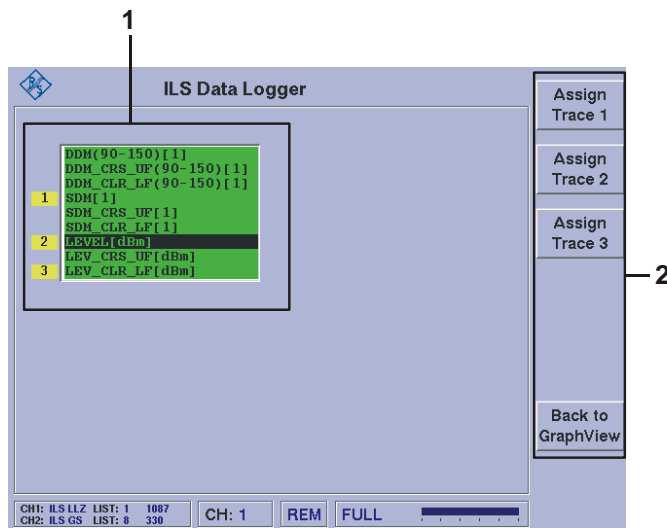 1
R&S
ILS Data Logger
DDM(90-150)[1]
DDM_CRS_UF(90-150)[1]
DDM_CLR_LF(90-150)[1]
1 SDM[1]
SDM_CRS_UF[1]
SDM_CLR_LF[1]
2 LEVEL[dBm]
LEV_CRS_UF[dBm]
3 LEV_CLR_LF[dBm]
Assign
Trace 1
Assign
Trace 2
Assign
Trace 3
2
Back to
GraphView
CH1: ILS LLZ LIST: 1 1087
CH2: ILS GS LIST: 8 330
CH: 1
REM
FULL